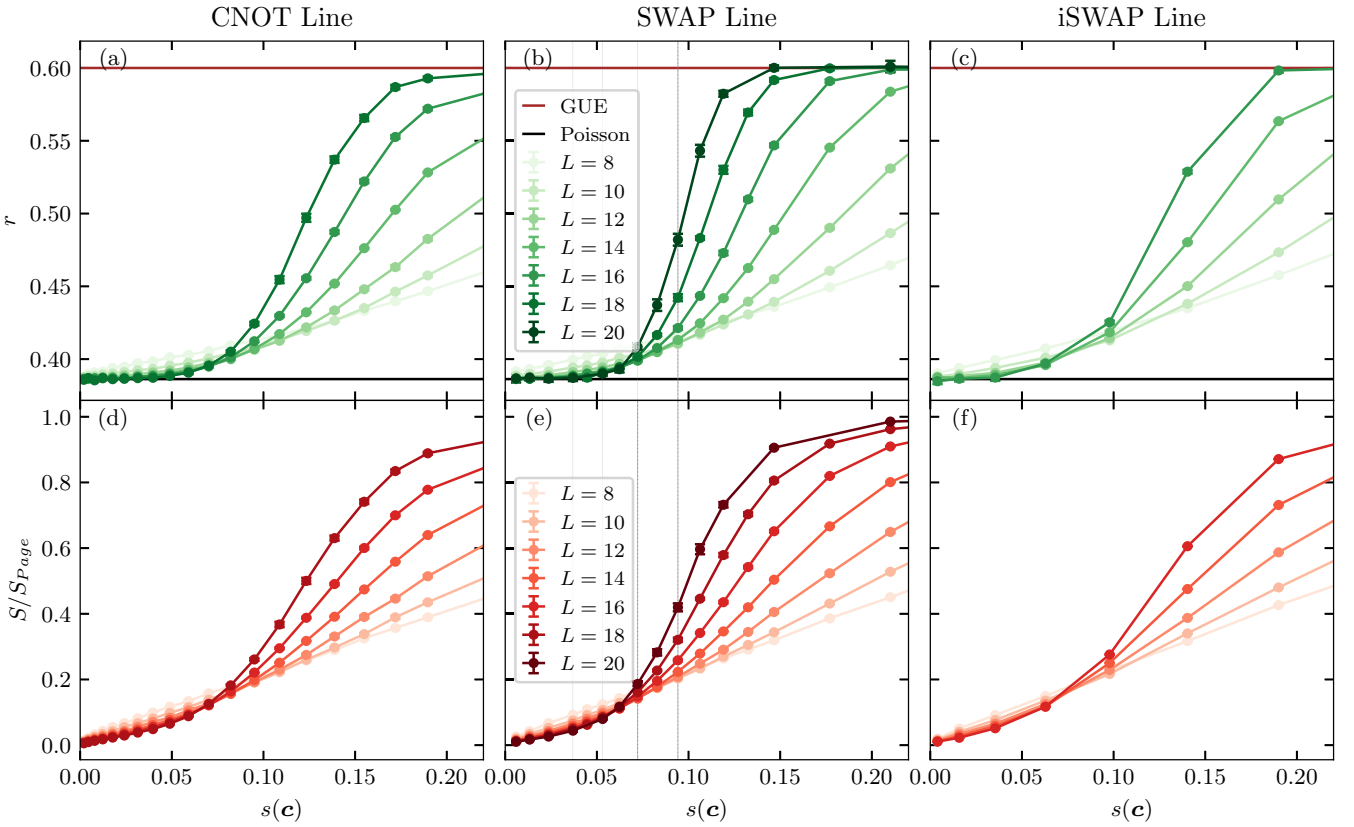 CNOT Line
SWAP Line
iSWAP Line
(a)
(b)
(c)
r
0.60
0.55
0.50
0.45
0.40
GUE
Poisson
L = 8
L = 10
L = 12
L = 14
L = 16
L = 18
L = 20
(d)
(e)
(f)
S/S_{Page}
1.0
0.8
0.6
0.4
0.2
0.0
L = 8
L = 10
L = 12
L = 14
L = 16
L = 18
L = 20
0.00 0.05 0.10 0.15 0.20
0.00 0.05 0.10 0.15 0.20
0.00 0.05 0.10 0.15 0.20
s(c)
s(c)
s(c)